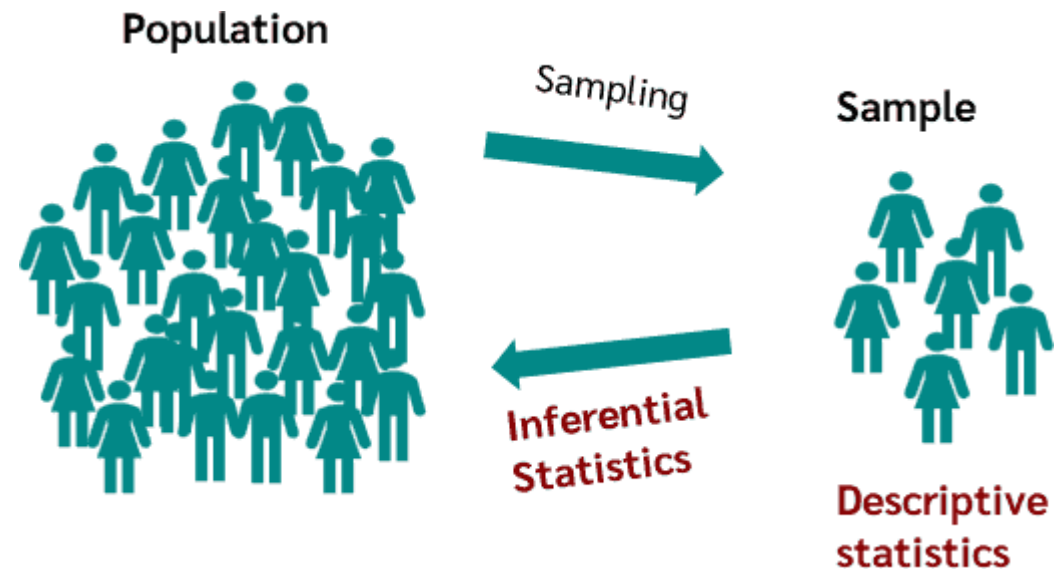 Population
Sampling
Sample
Inferential
Statistics
Descriptive
statistics